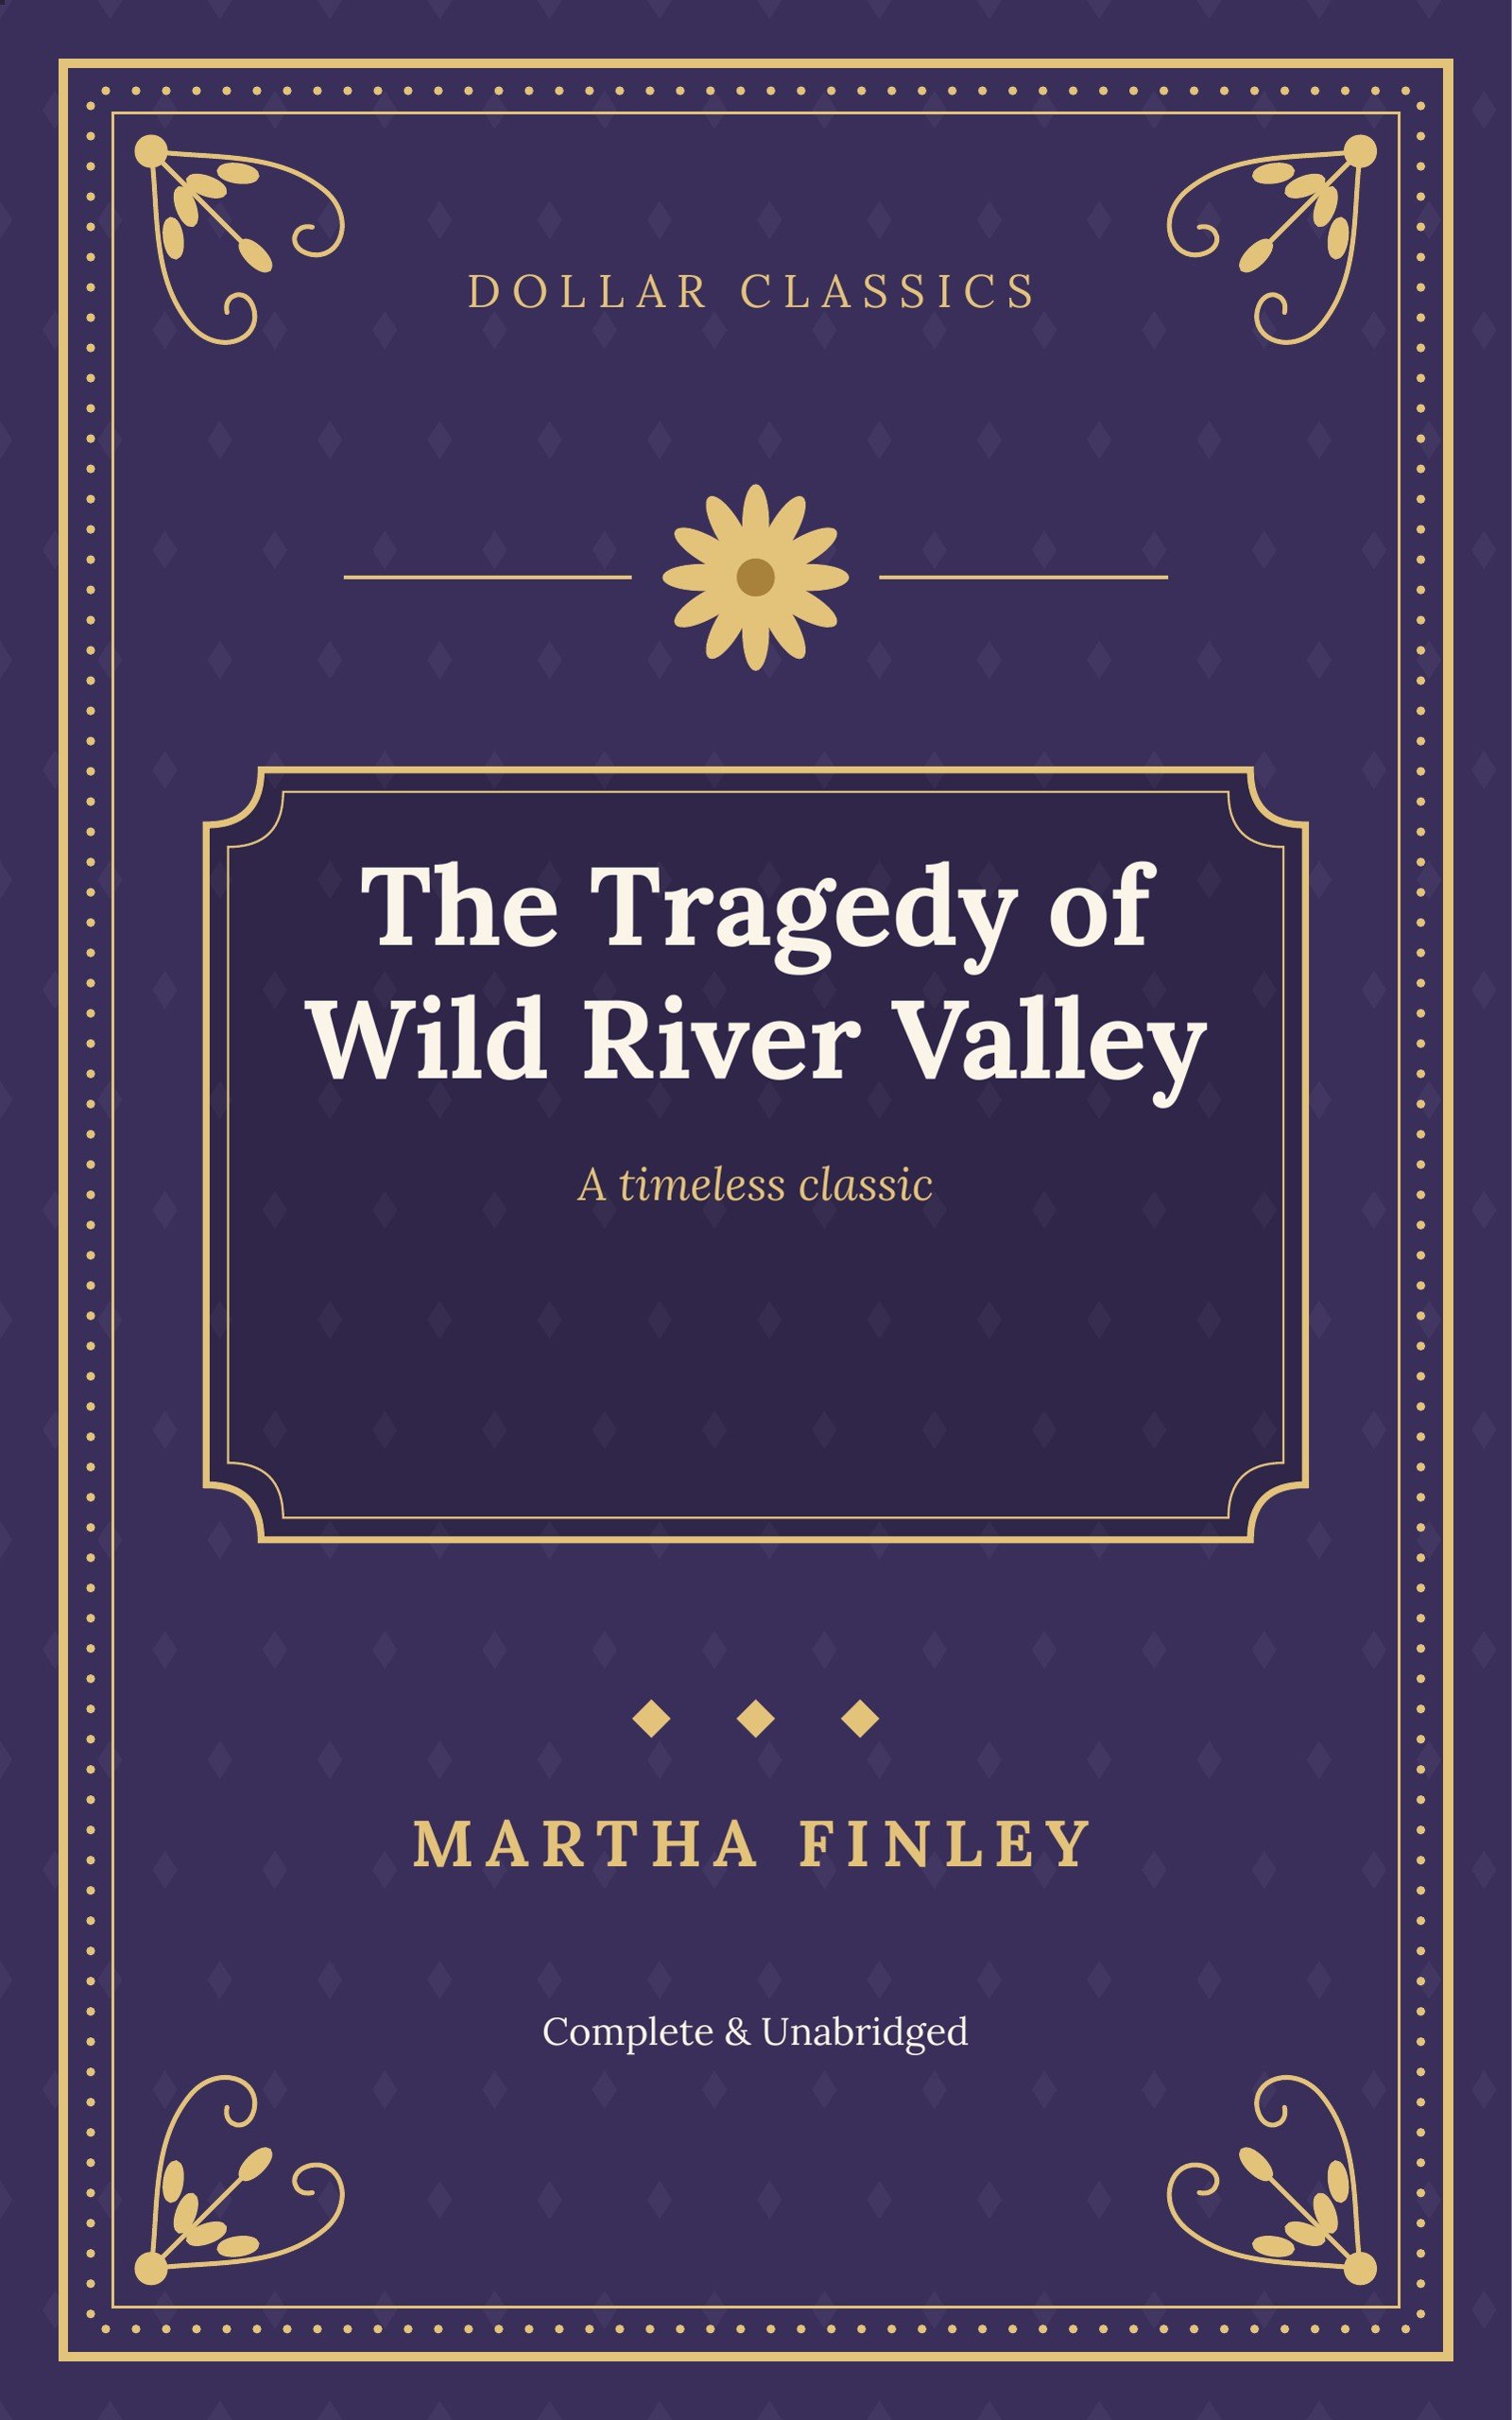 DOLLAR CLASSICS
The Tragedy of
Wild River Valley
A timeless classic
MARTHA FINLEY
Complete & Unabridged